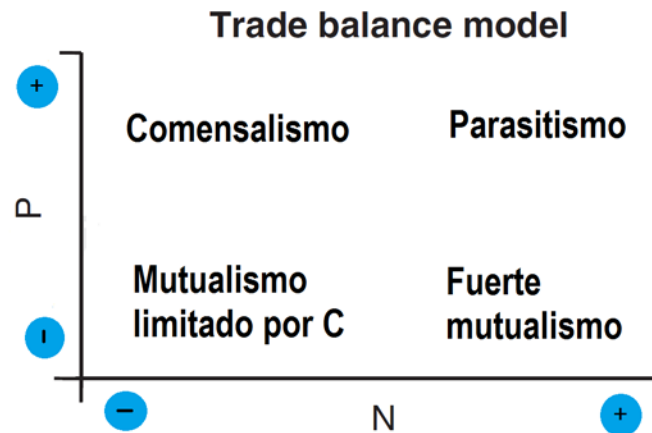 Trade balance model
+
Comensalismo
Parasitismo
P
Mutualismo
limitado por C
Fuerte
mutualismo
-
-
N
+